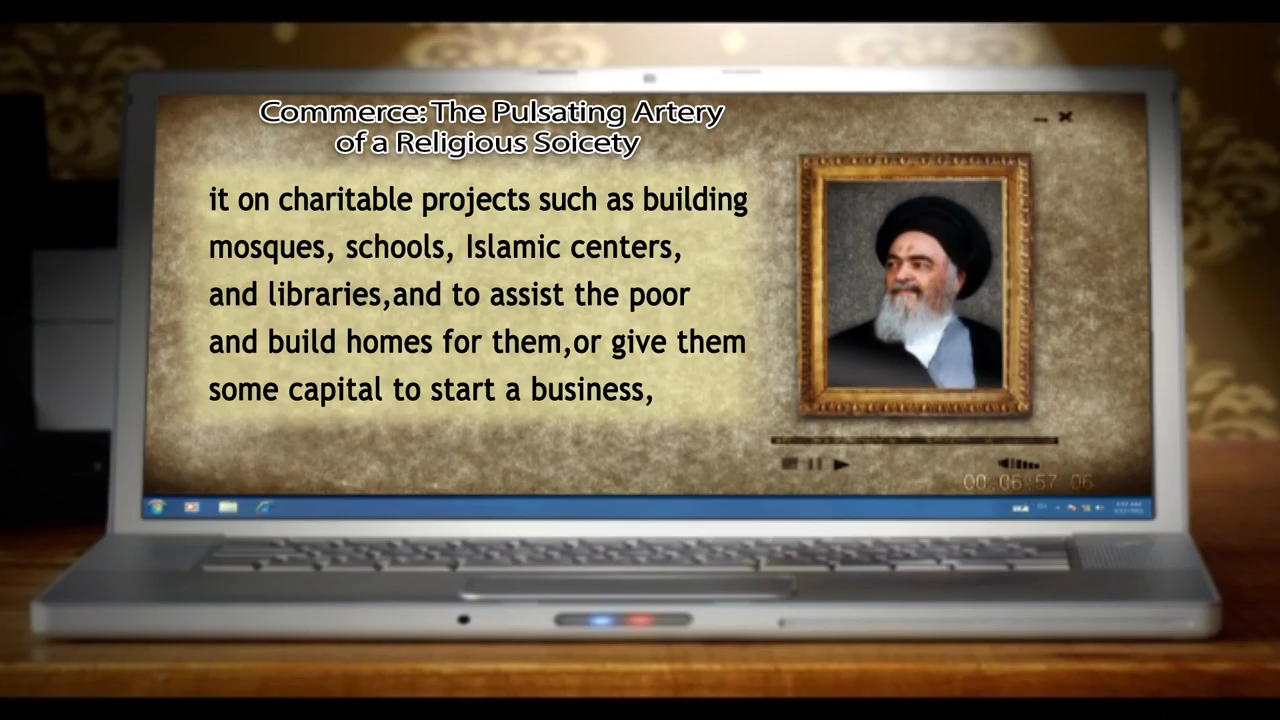 Commerce: The Pulsating Artery
of a Religious Soicety
it on charitable projects such as building
mosques, schools, Islamic centers,
and libraries,and to assist the poor
and build homes for them,or give them
some capital to start a business,
00:06:57 06